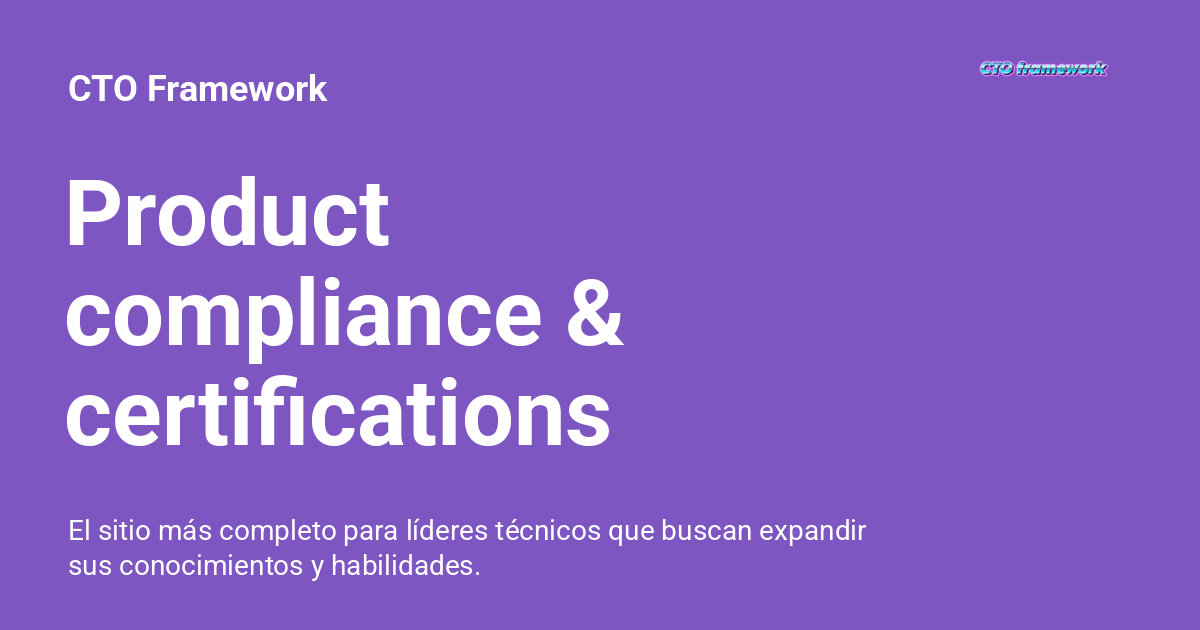 CTO Framework
CTO framework
Product
compliance &
certifications
El sitio más completo para líderes técnicos que buscan expandir
sus conocimientos y habilidades.